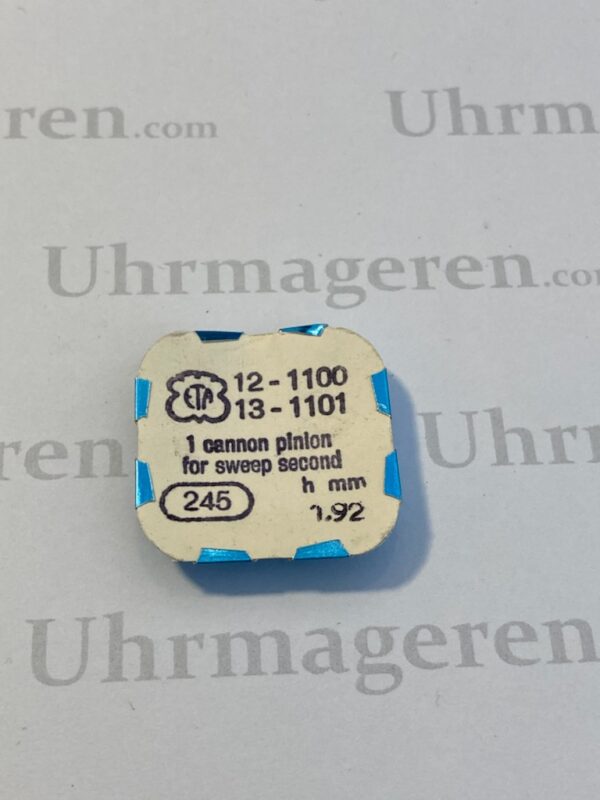 ren.com
Uhrm
Uhrmageren.co
ETA
12-1100
13-1101
1 cannon pinion
for sweep second
h mm
245
1.92
ren
Uhrma
Uhrmageren